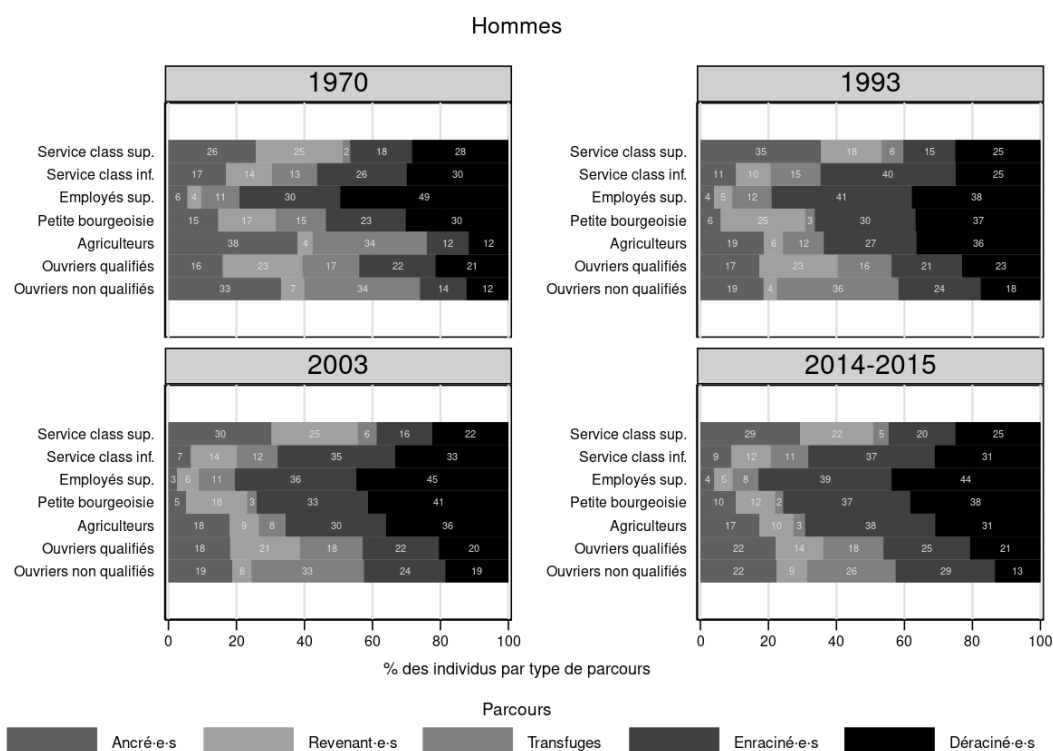 Hommes
1970
Service class sup. 26 25 2 18 28
Service class inf. 17 14 13 26 30
Employés sup. 6 4 11 30 49
Petite bourgeoisie 15 17 15 23 30
Agriculteurs 38 4 34 12 12
Ouvriers qualifiés 16 23 17 22 21
Ouvriers non qualifiés 33 7 34 14 12
1993
Service class sup. 35 18 6 15 25
Service class inf. 11 10 15 40 25
Employés sup. 4 5 12 41 38
Petite bourgeoisie 6 25 3 30 37
Agriculteurs 19 6 12 27 36
Ouvriers qualifiés 17 23 16 21 23
Ouvriers non qualifiés 19 4 36 24 18
2003
Service class sup. 30 25 6 16 22
Service class inf. 7 14 12 35 33
Employés sup. 3 6 11 36 45
Petite bourgeoisie 5 18 3 33 41
Agriculteurs 18 9 8 30 36
Ouvriers qualifiés 18 21 18 22 20
Ouvriers non qualifiés 19 6 33 24 19
0 20 40 60 80 100
2014-2015
Service class sup. 29 22 5 20 25
Service class inf. 9 12 11 37 31
Employés sup. 4 5 8 39 44
Petite bourgeoisie 10 12 2 37 38
Agriculteurs 17 10 3 38 31
Ouvriers qualifiés 22 14 18 25 21
Ouvriers non qualifiés 22 9 26 29 13
0 20 40 60 80 100
% des individus par type de parcours
Parcours
Ancré·e·s Revenant·e·s Transfuges Enraciné·e·s Déraciné·e·s